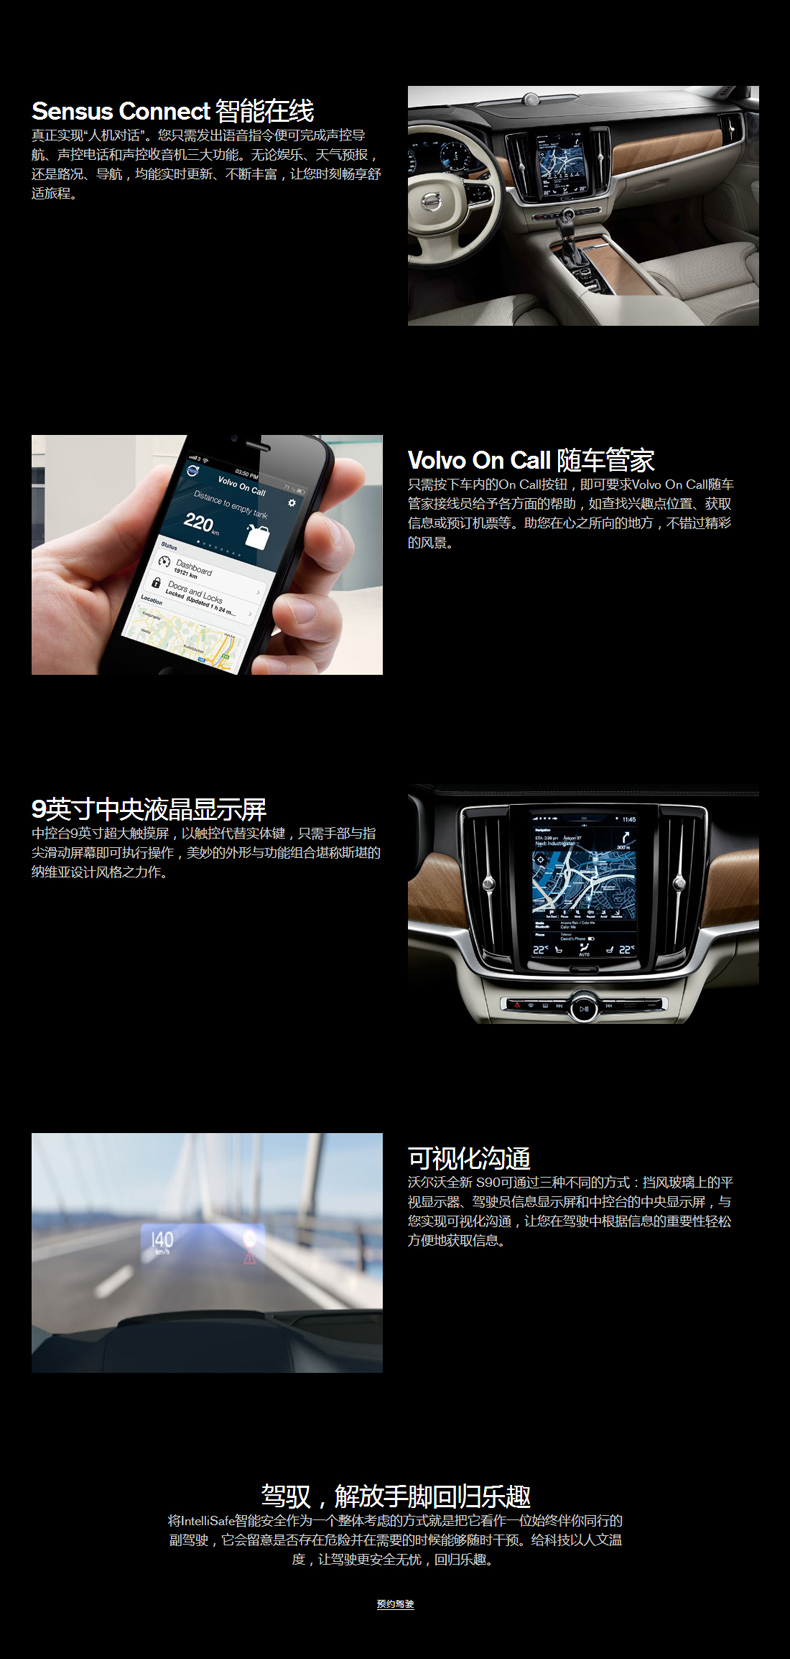 Sensus Connect 智能在线
真正实现“人机对话”。您只需发出语音指令便可完成声控导
航、声控电话和声控收音机三大功能。无论娱乐、天气预报，
还是路况、导航，均能实时更新、不断丰富，让您时刻畅享舒
适旅程。
03:50 PM
Volvo On Call
Distance to empty tank
220 km
Status
Dashboard
19121 km
Doors and Locks
Locked (Updated 1 h 24 m...
Location
Volvo On Call 随车管家
只需按下车内的On Call按钮，即可要求Volvo On Call随车
管家接线员给予各方面的帮助，如查找兴趣点位置、获取
信息或预订机票等。助您在心之所向的地方，不错过精彩
的风景。
9英寸中央液晶显示屏
中控台9英寸超大触摸屏，以触控代替实体键，只需手部与指
尖滑动屏幕即可执行操作，美妙的外形与功能组合堪称斯堪的
纳维亚设计风格之力作。
11:45
Navigation
300 m
Media
Bluetooth
Color Me
Phone
22°C
22°C
AUTO
140
km/h
可视化沟通
沃尔沃全新 S90可通过三种不同的方式：挡风玻璃上的平
视显示器、驾驶员信息显示屏和中控台的中央显示屏，与
您实现可视化沟通，让您在驾驶中根据信息的重要性轻松
方便地获取信息。
驾驭，解放手脚回归乐趣
将IntelliSafe智能安全作为一个整体考虑的方式就是把它看作一位始终伴你同行的
副驾驶，它会留意是否存在危险并在需要的时候能够随时干预。给科技以人文温
度，让驾驶更安全无忧，回归乐趣。
预约驾驶